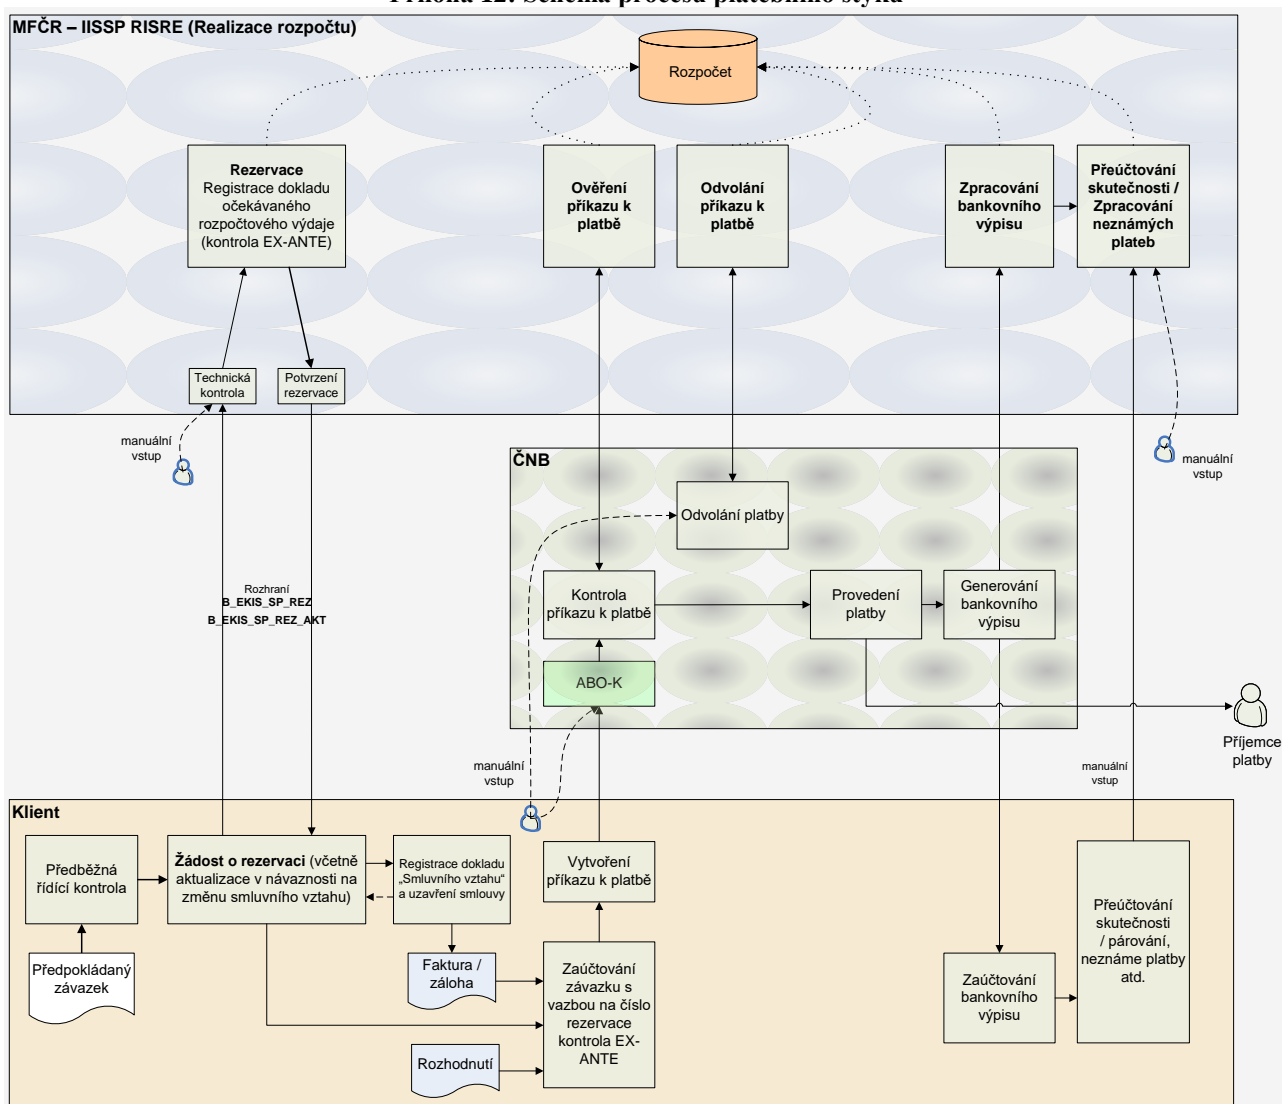 Příloha 12: Schéma procesu platebního styku
MFČR – IISSP RISRE (Realizace rozpočtu)
Rozpočet
Rezervace
Registrace dokladu
očekávaného
rozpočtového výdaje
(kontrola EX-ANTE)
Ověření
příkazu k
platbě
Odvolání
příkazu k
platbě
Zpracování
bankovního
výpisu
Přeúčtování
skutečnosti /
Zpracování
neznámých
plateb
Technická
kontrola
Potvrzení
rezervace
manuální
vstup
manuální
vstup
ČNB
Odvolání platby
Kontrola
příkazu k platbě
Provedení
platby
Generování
bankovního
výpisu
ABO-K
Rozhraní
B_EKIS_SP_REZ
B_EKIS_SP_REZ_AKT
Příjemce
platby
manuální
vstup
manuální
vstup
Klient
Předběžná
řídící kontrola
Žádost o rezervaci (včetně
aktualizace v návaznosti na
změnu smluvního vztahu)
Registrace dokladu
„Smluvního vztahu“
a uzavření smlouvy
Vytvoření
příkazu k platbě
Předpokládaný
závazek
Faktura /
záloha
Rozhodnutí
Zaúčtování
závazku s
vazbou na číslo
rezervace
kontrola EX-
ANTE
Zaúčtování
bankovního
výpisu
Přeúčtování
skutečnosti
/ párování,
neznáme platby
atd.